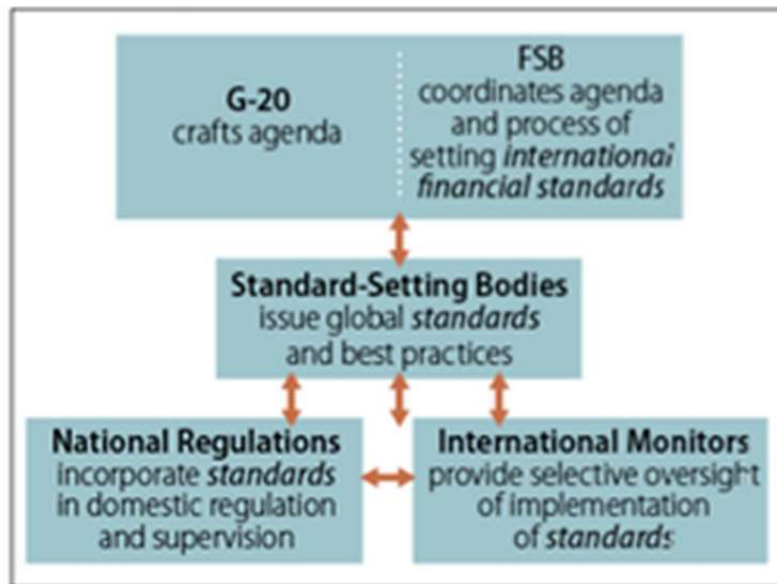 G-20
crafts agenda
FSB
coordinates agenda
and process of
setting international
financial standards
Standard-Setting Bodies
issue global standards
and best practices
National Regulations
incorporate standards
in domestic regulation
and supervision
International Monitors
provide selective oversight
of implementation
of standards